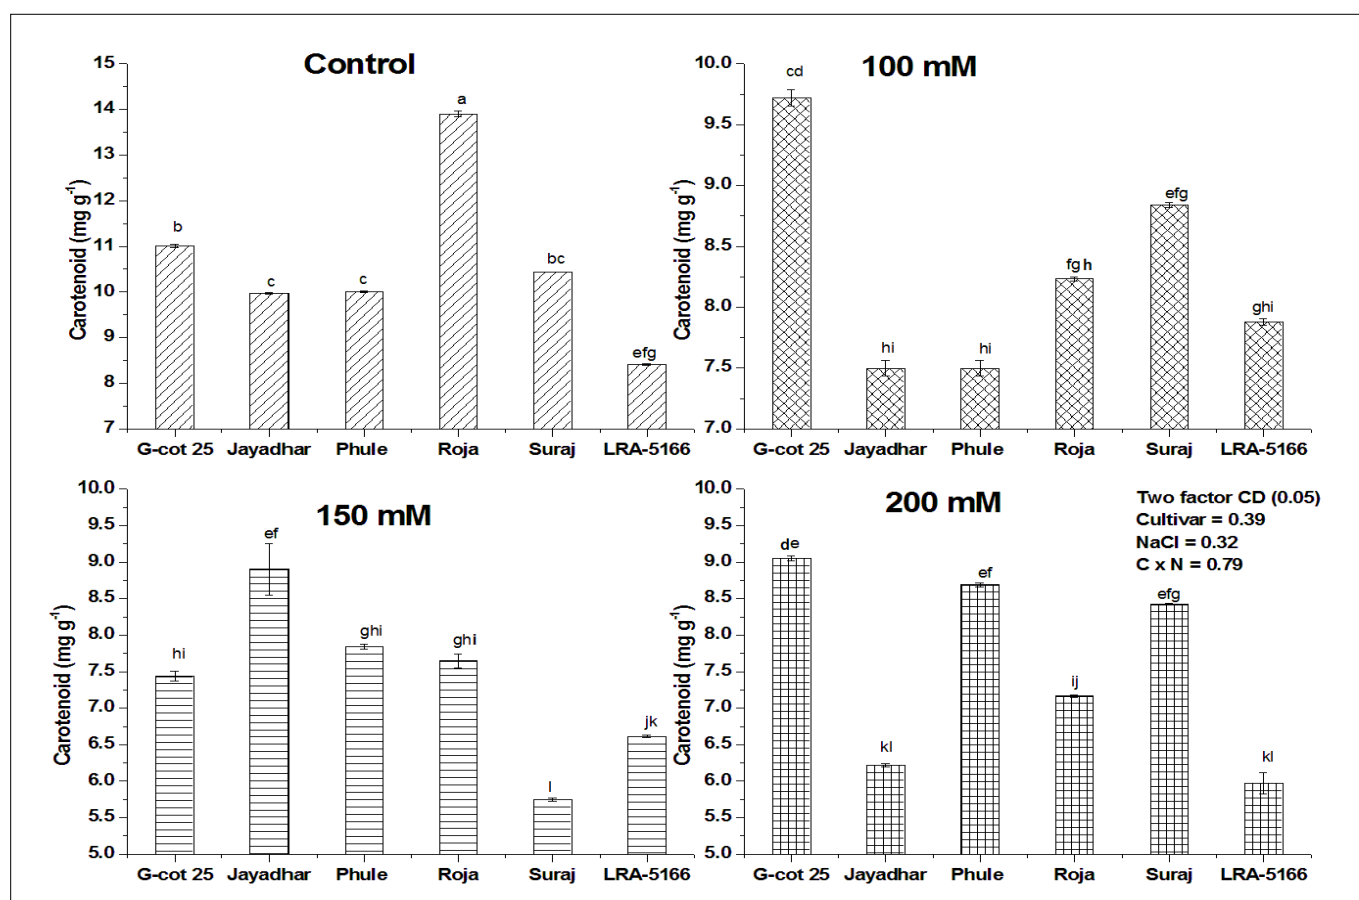 Control
15
14
13
12
11
10
9
8
7
Carotenoid (mg g⁻¹)
b
c
c
a
bc
efg
G-cot 25 Jayadhar Phule Roja Suraj LRA-5166
100 mM
10.0
9.5
9.0
8.5
8.0
7.5
7.0
Carotenoid (mg g⁻¹)
cd
hi
hi
fgh
efg
ghi
G-cot 25 Jayadhar Phule Roja Suraj LRA-5166
150 mM
10.0
9.5
9.0
8.5
8.0
7.5
7.0
6.5
6.0
5.5
5.0
Carotenoid (mg g⁻¹)
hi
ef
ghi
ghi
l
jk
G-cot 25 Jayadhar Phule Roja Suraj LRA-5166
200 mM
Two factor CD (0.05)
Cultivar = 0.39
NaCl = 0.32
C x N = 0.79
10.0
9.5
9.0
8.5
8.0
7.5
7.0
6.5
6.0
5.5
5.0
Carotenoid (mg g⁻¹)
de
kl
ef
ij
efg
kl
G-cot 25 Jayadhar Phule Roja Suraj LRA-5166